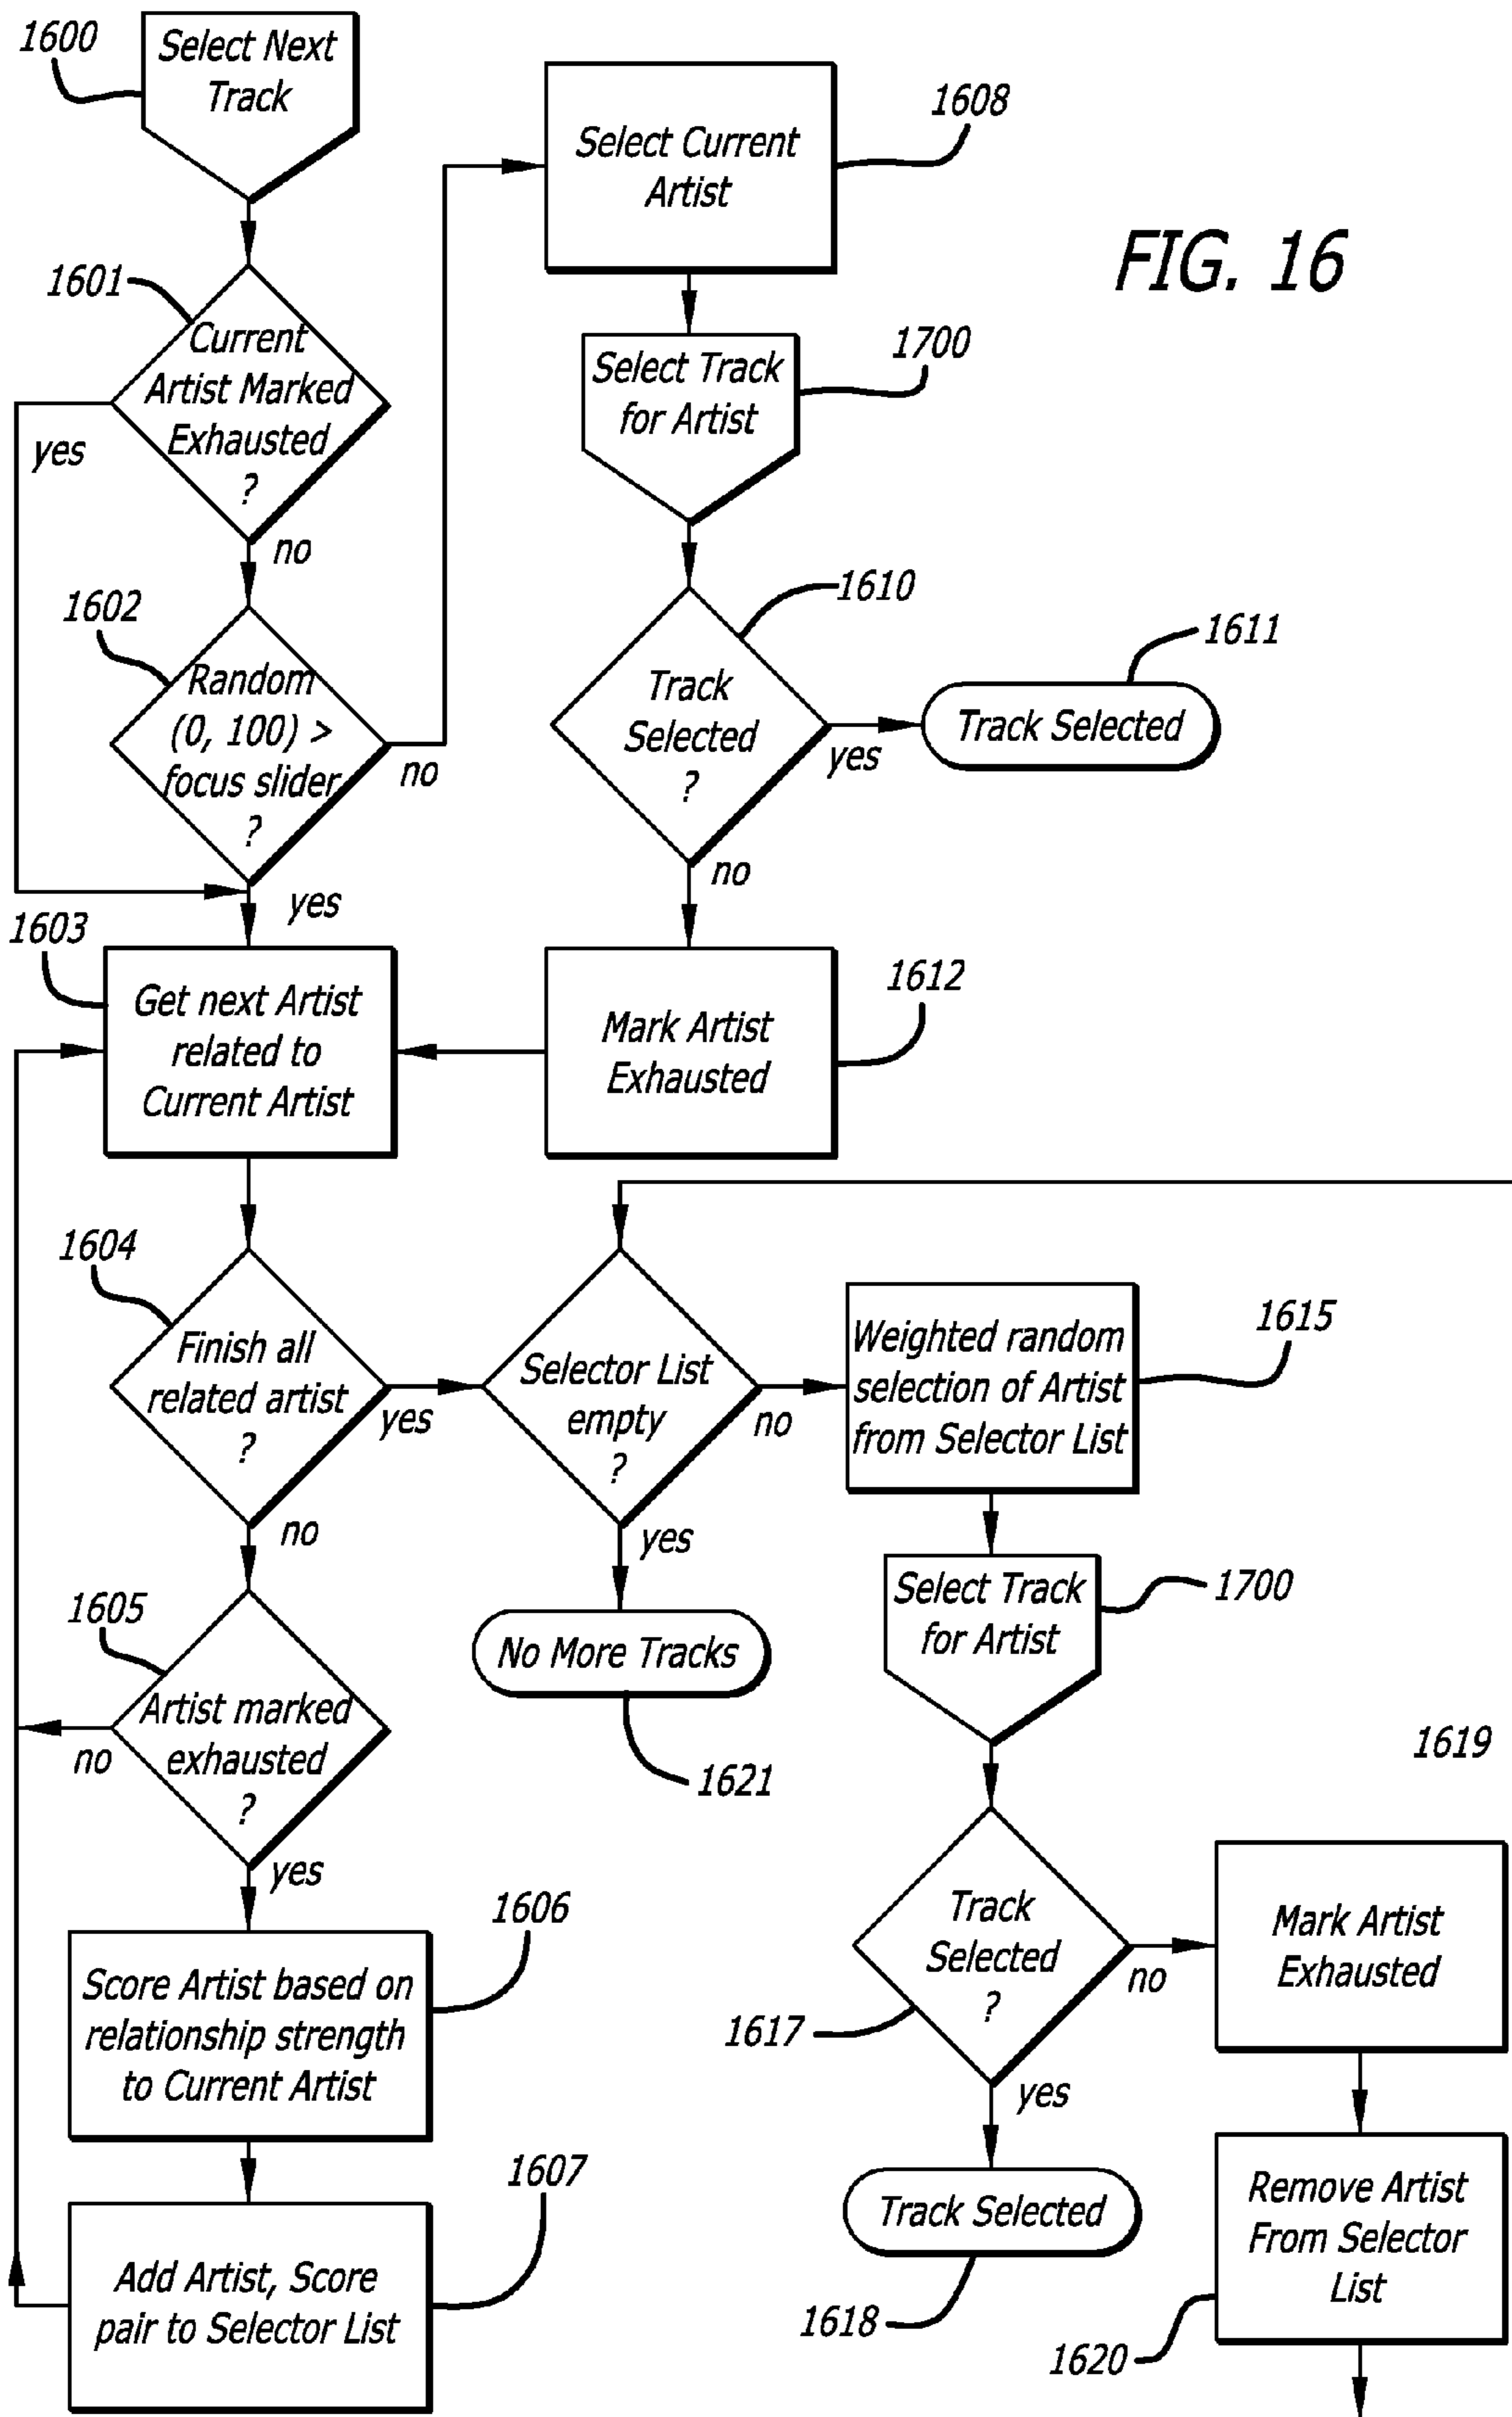 1600
Select Next
Track
1608
Select Current
Artist
FIG. 16
1601
Current
Artist Marked
Exhausted
?
yes
no
1700
Select Track
for Artist
1602
Random
(0, 100) >
focus slider
?
no
yes
1610
Track
Selected
?
yes
no
1611
Track Selected
1603
Get next Artist
related to
Current Artist
1612
Mark Artist
Exhausted
1604
Finish all
related artist
?
yes
no
Selector List
empty
?
no
yes
1615
Weighted random
selection of Artist
from Selector List
1605
Artist marked
exhausted
?
no
yes
No More Tracks
1621
1700
Select Track
for Artist
1619
1606
Score Artist based on
relationship strength
to Current Artist
Track
Selected
?
no
yes
1617
Mark Artist
Exhausted
1607
Add Artist, Score
pair to Selector List
Track Selected
1618
Remove Artist
From Selector
List
1620